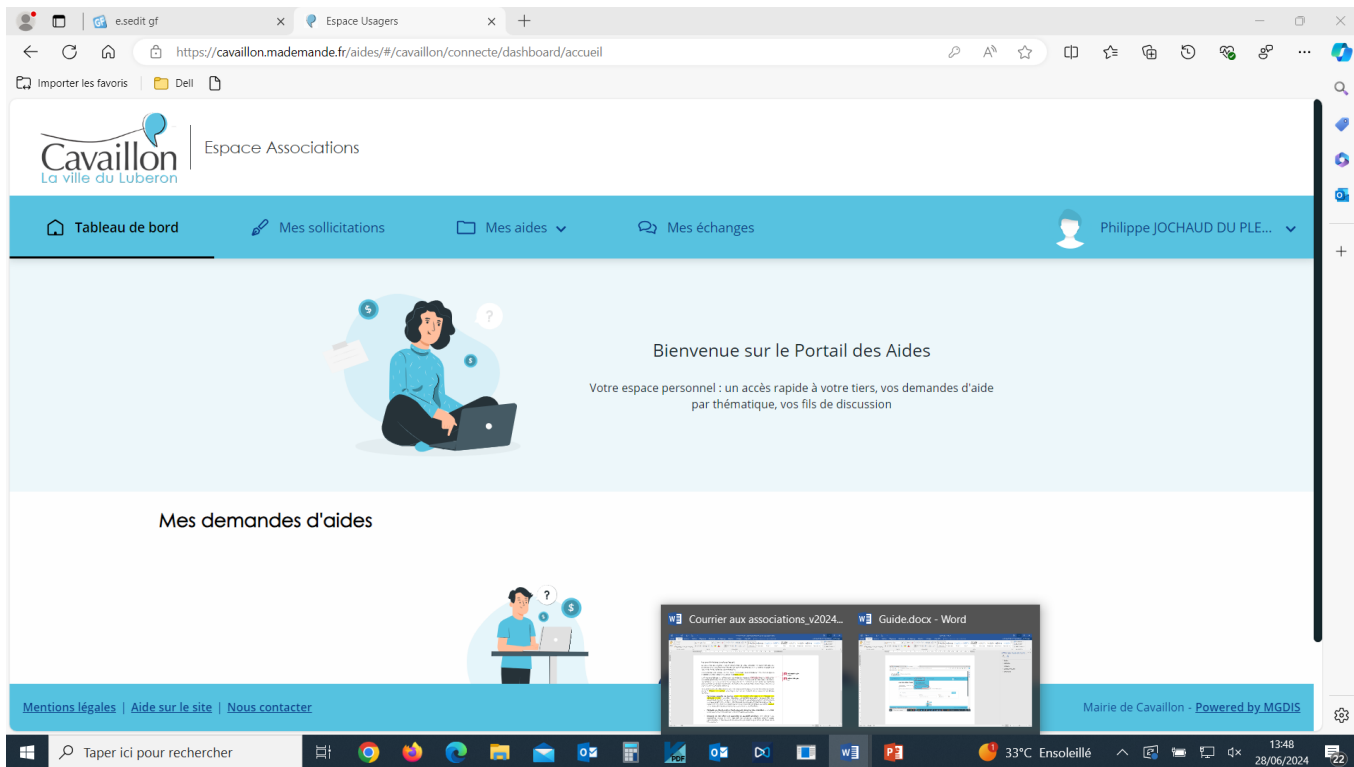 e.sedit gf
Espace Usagers
https://cavaillon.mademande.fr/aides/#/cavaillon/connecte/dashboard/accueil
Importer les favoris
Dell
Cavaillon
La ville du Luberon
Espace Associations
Tableau de bord
Mes sollicitations
Mes aides
Mes échanges
Philippe JOCHAUD DU PLE...
Bienvenue sur le Portail des Aides
Votre espace personnel : un accès rapide à votre tiers, vos demandes d'aide
par thématique, vos fils de discussion
Mes demandes d'aides
Courrier aux associations_v2024...
Guide.docx - Word
Mentions légales | Aide sur le site | Nous contacter
Mairie de Cavaillon - Powered by MGDIS
Taper ici pour rechercher
33°C Ensoleillé
13:48
28/06/2024
22